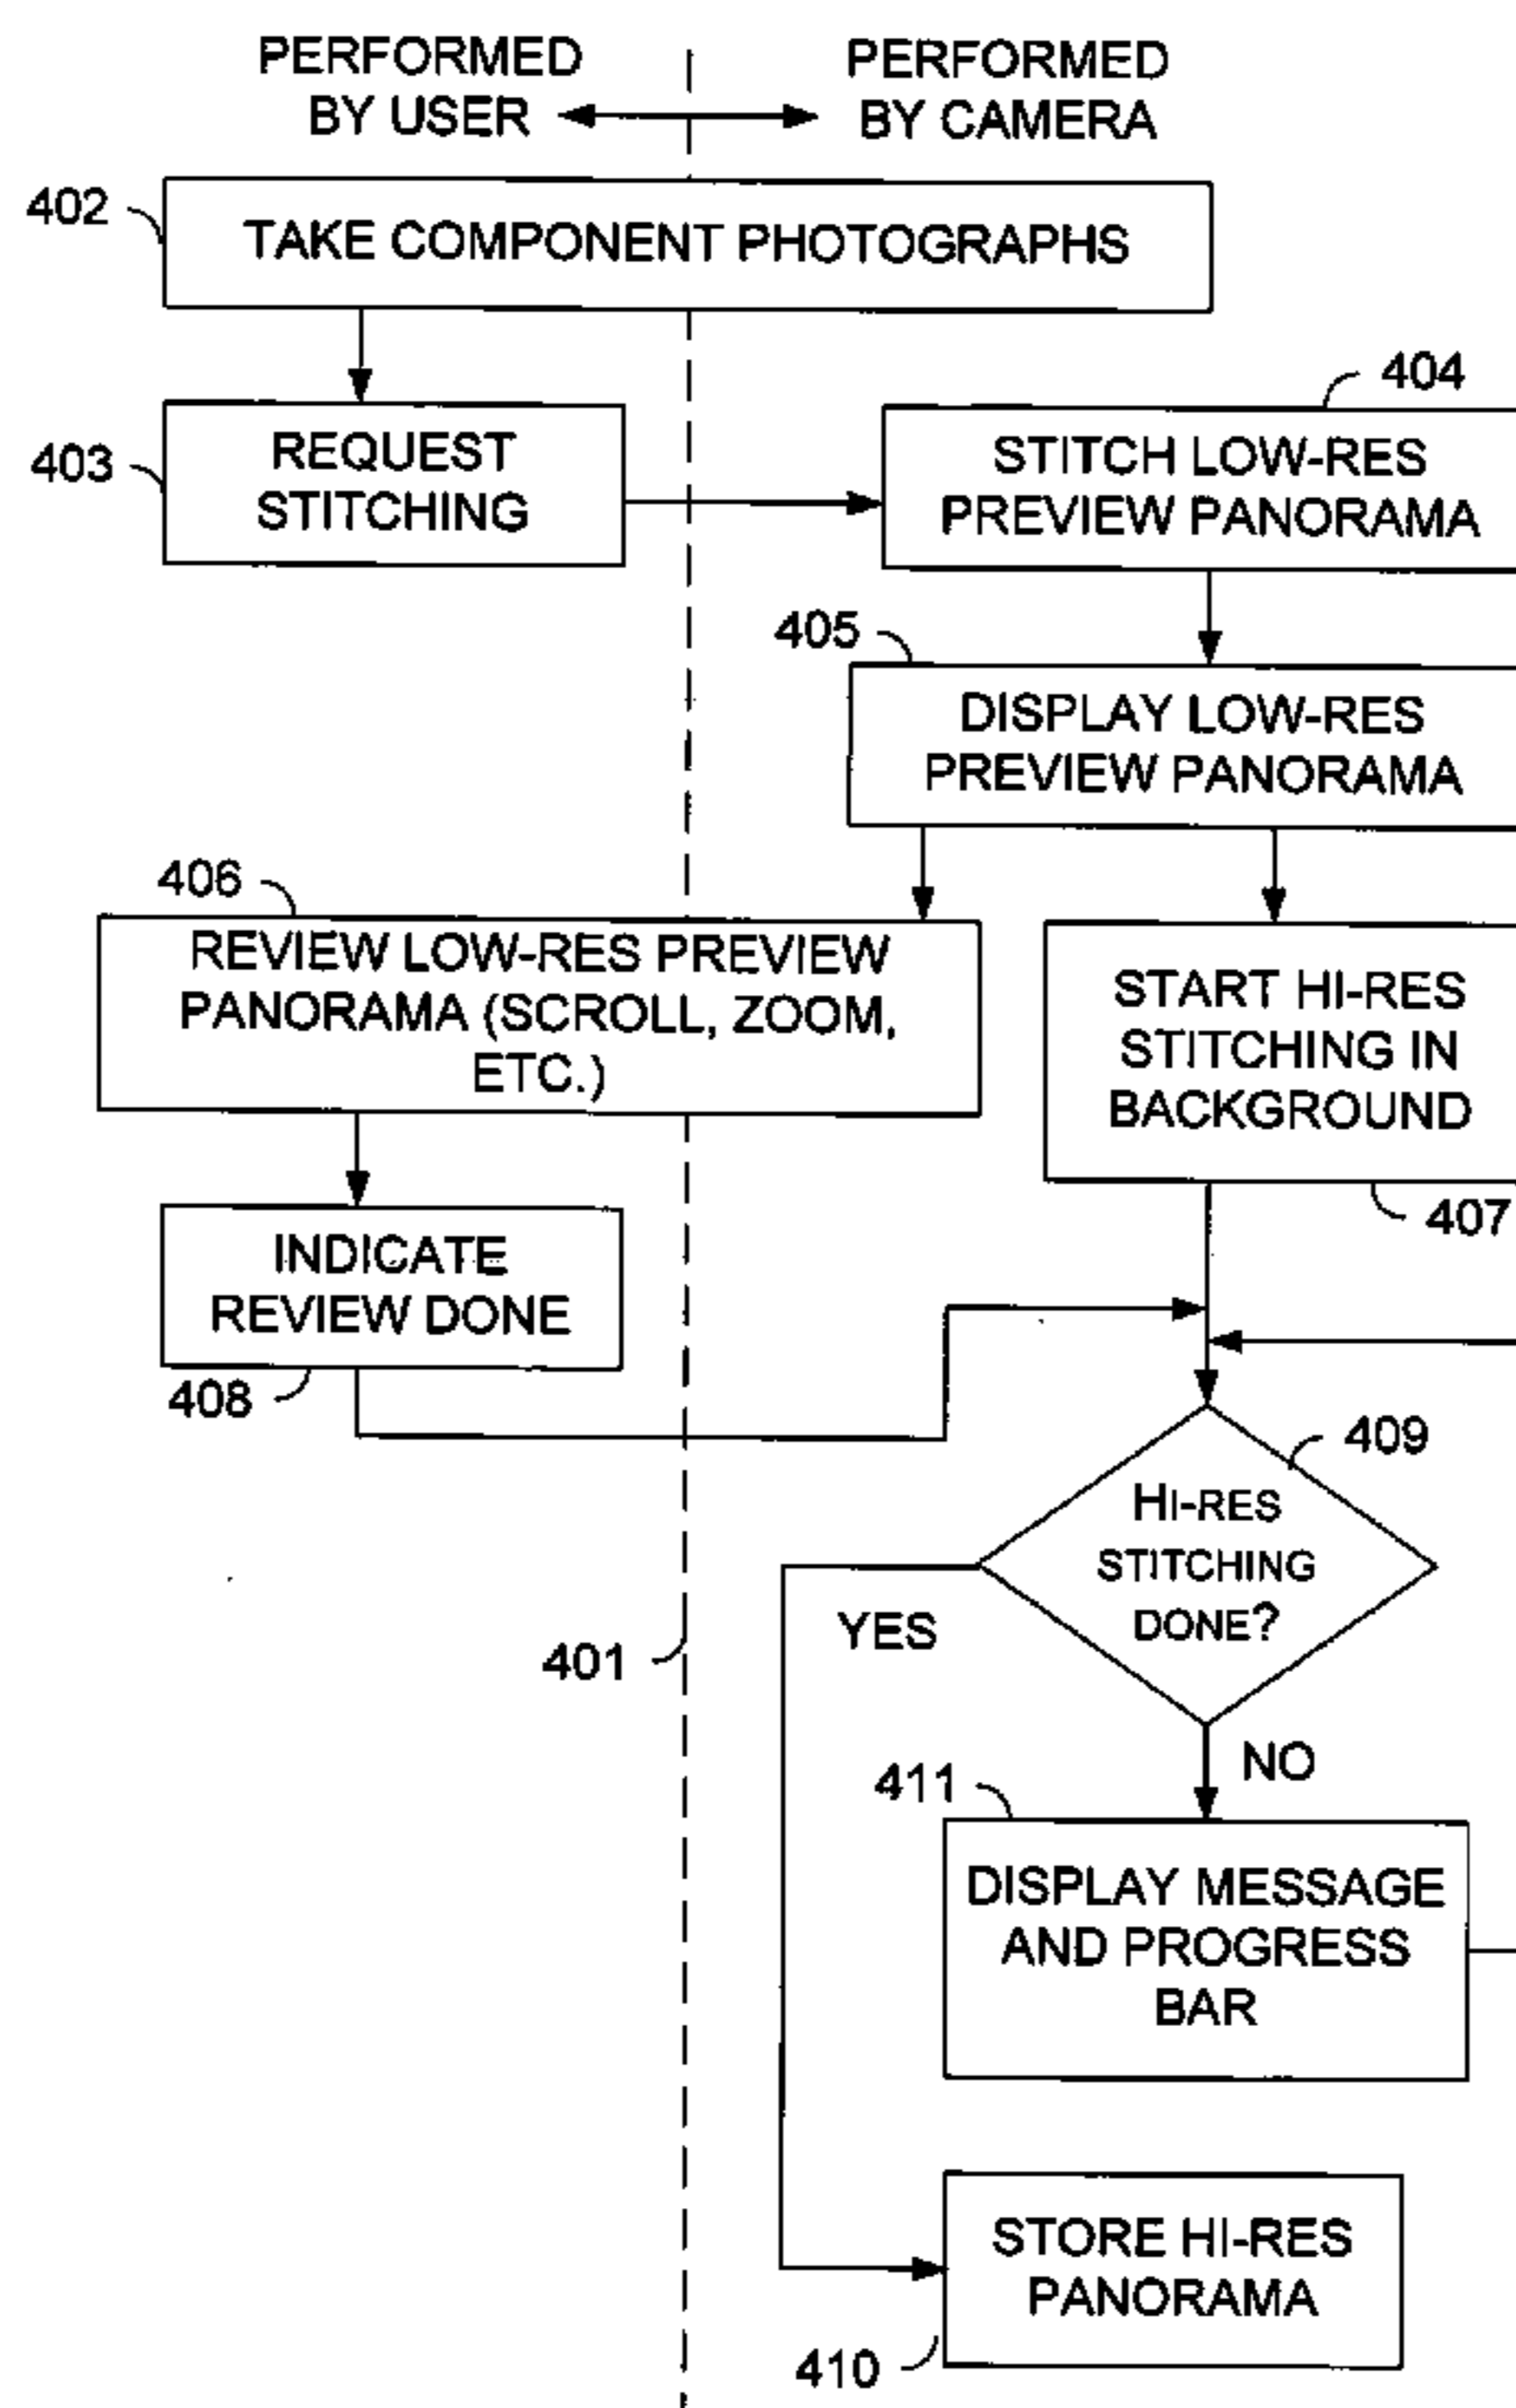 PERFORMED
BY USER
PERFORMED
BY CAMERA
402
TAKE COMPONENT PHOTOGRAPHS
403
REQUEST
STITCHING
404
STITCH LOW-RES
PREVIEW PANORAMA
405
DISPLAY LOW-RES
PREVIEW PANORAMA
406
REVIEW LOW-RES PREVIEW
PANORAMA (SCROLL, ZOOM,
ETC.)
START HI-RES
STITCHING IN
BACKGROUND
407
INDICATE
REVIEW DONE
408
409
HI-RES
STITCHING
DONE?
YES
401
NO
411
DISPLAY MESSAGE
AND PROGRESS
BAR
STORE HI-RES
PANORAMA
410